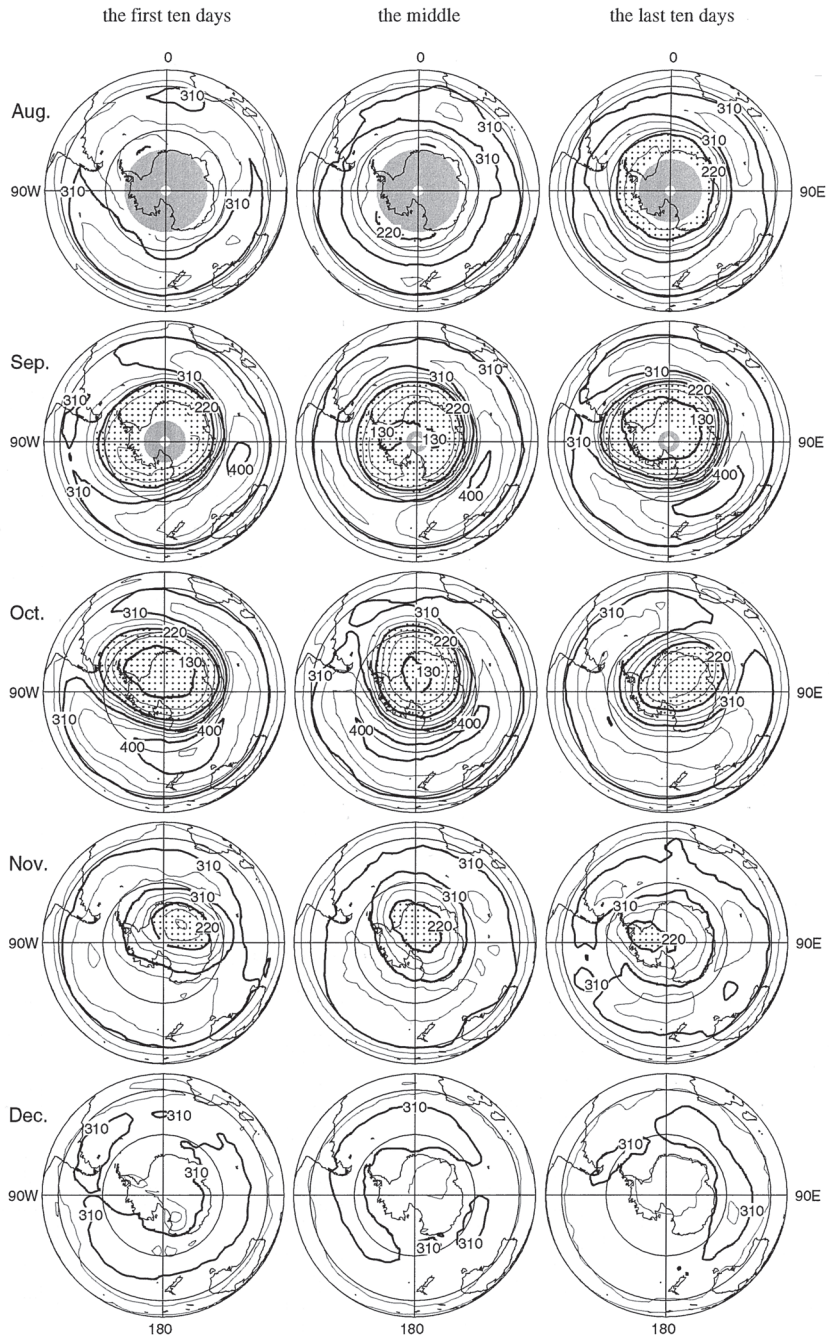 the first ten days the middle the last ten days
0 0 0
Aug.
310 310 310
310 310
220
90W 310 310 90E
220
Sep.
310 310 310 310
310 220 220 220
130 130 130
90W 310 90E
400 400 400
310
Oct.
310 310 310
220 220 220
130 130
90W 310 310 90E
310
400 400 400 400
Nov.
310 310
310 310 310
220 220 220
90W 90E
310
Dec.
310 310 310
310 310
90W 90E
310 310
310 310
180 180 180